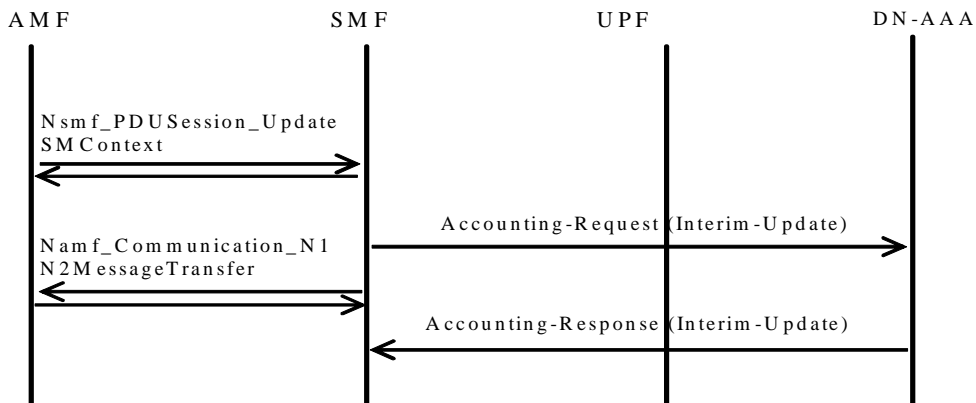 AMF SMF UPF DN-AAA
Nsmf_PDUSession_Update
SMContext
Accounting-Request (Interim-Update)
Namf_Communication_N1
N2MessageTransfer
Accounting-Response (Interim-Update)